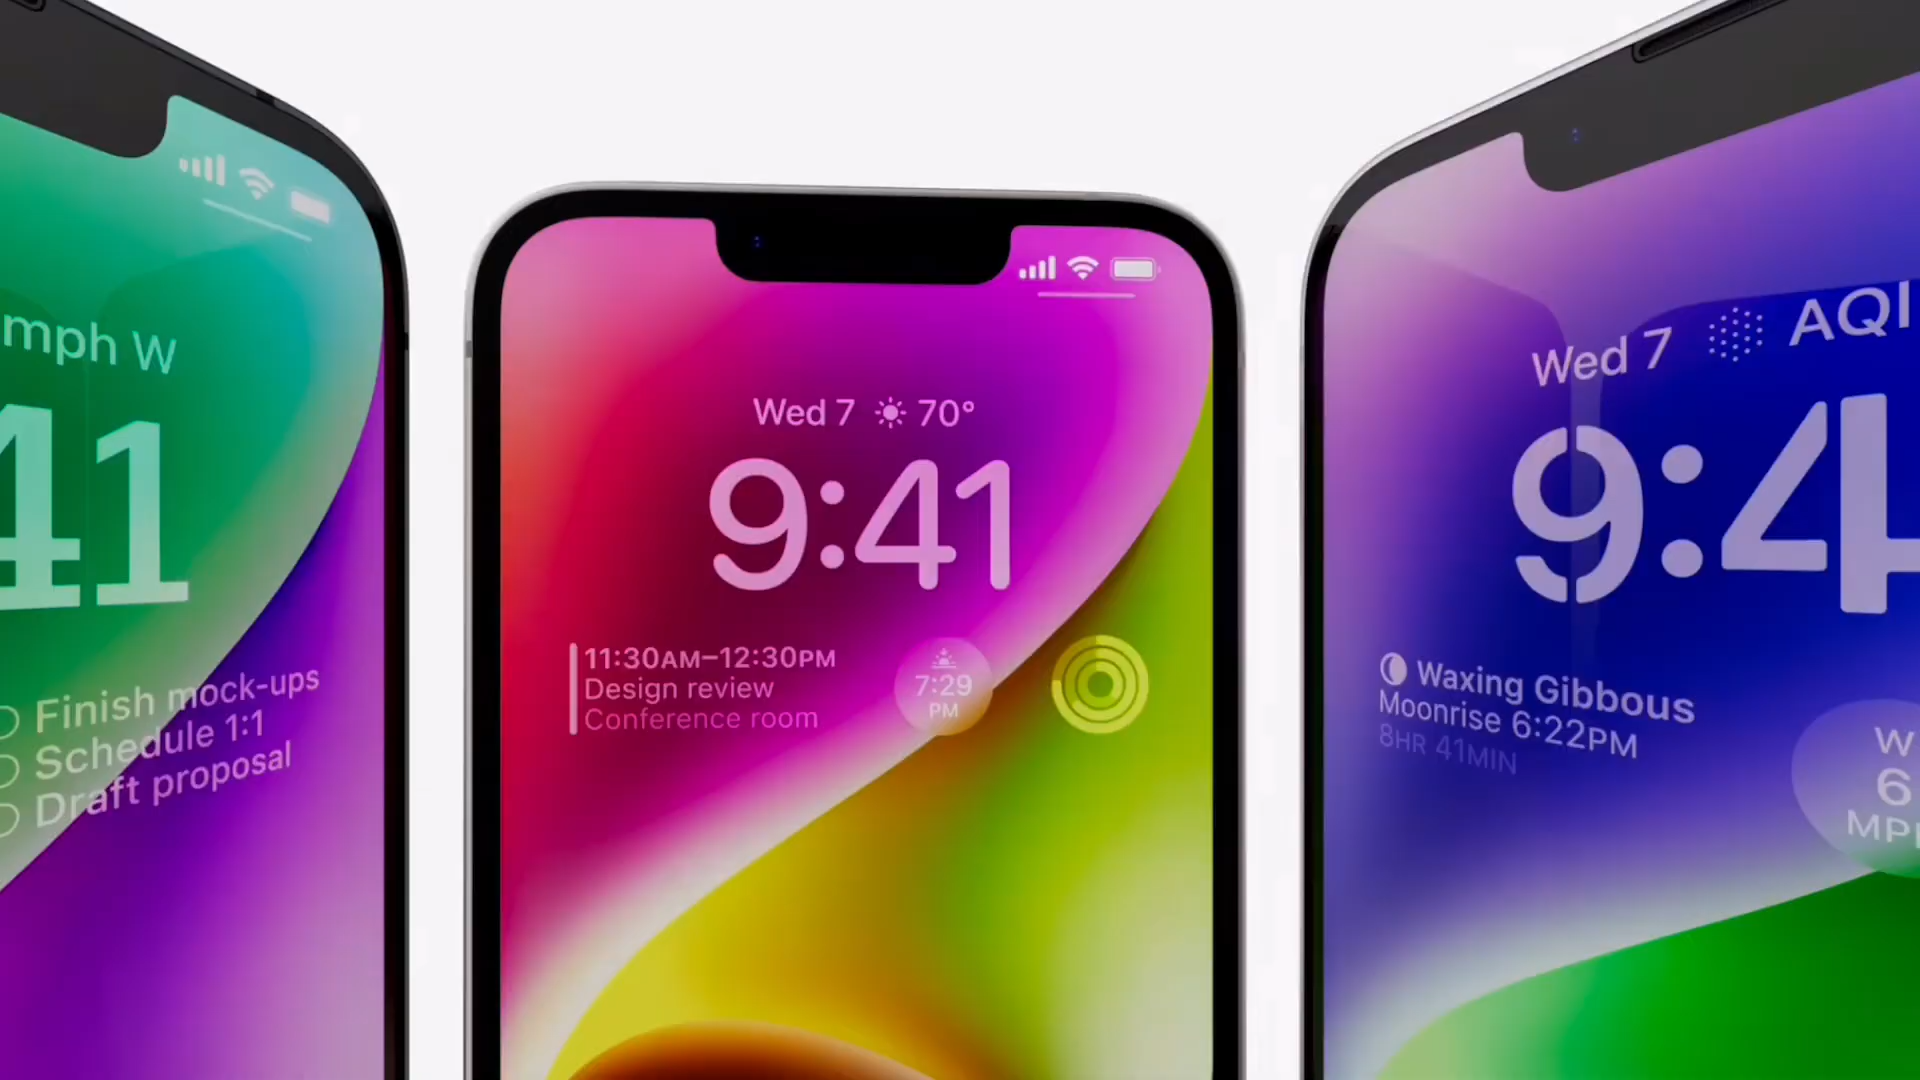 mph W
41
Finish mock-ups
Schedule 1:1
Draft proposal
Wed 7 70°
9:41
11:30AM–12:30PM
Design review
Conference room
7:29
PM
Wed 7 AQI
9:4
Waxing Gibbous
Moonrise 6:22PM
8HR 41MIN
W
6
MP